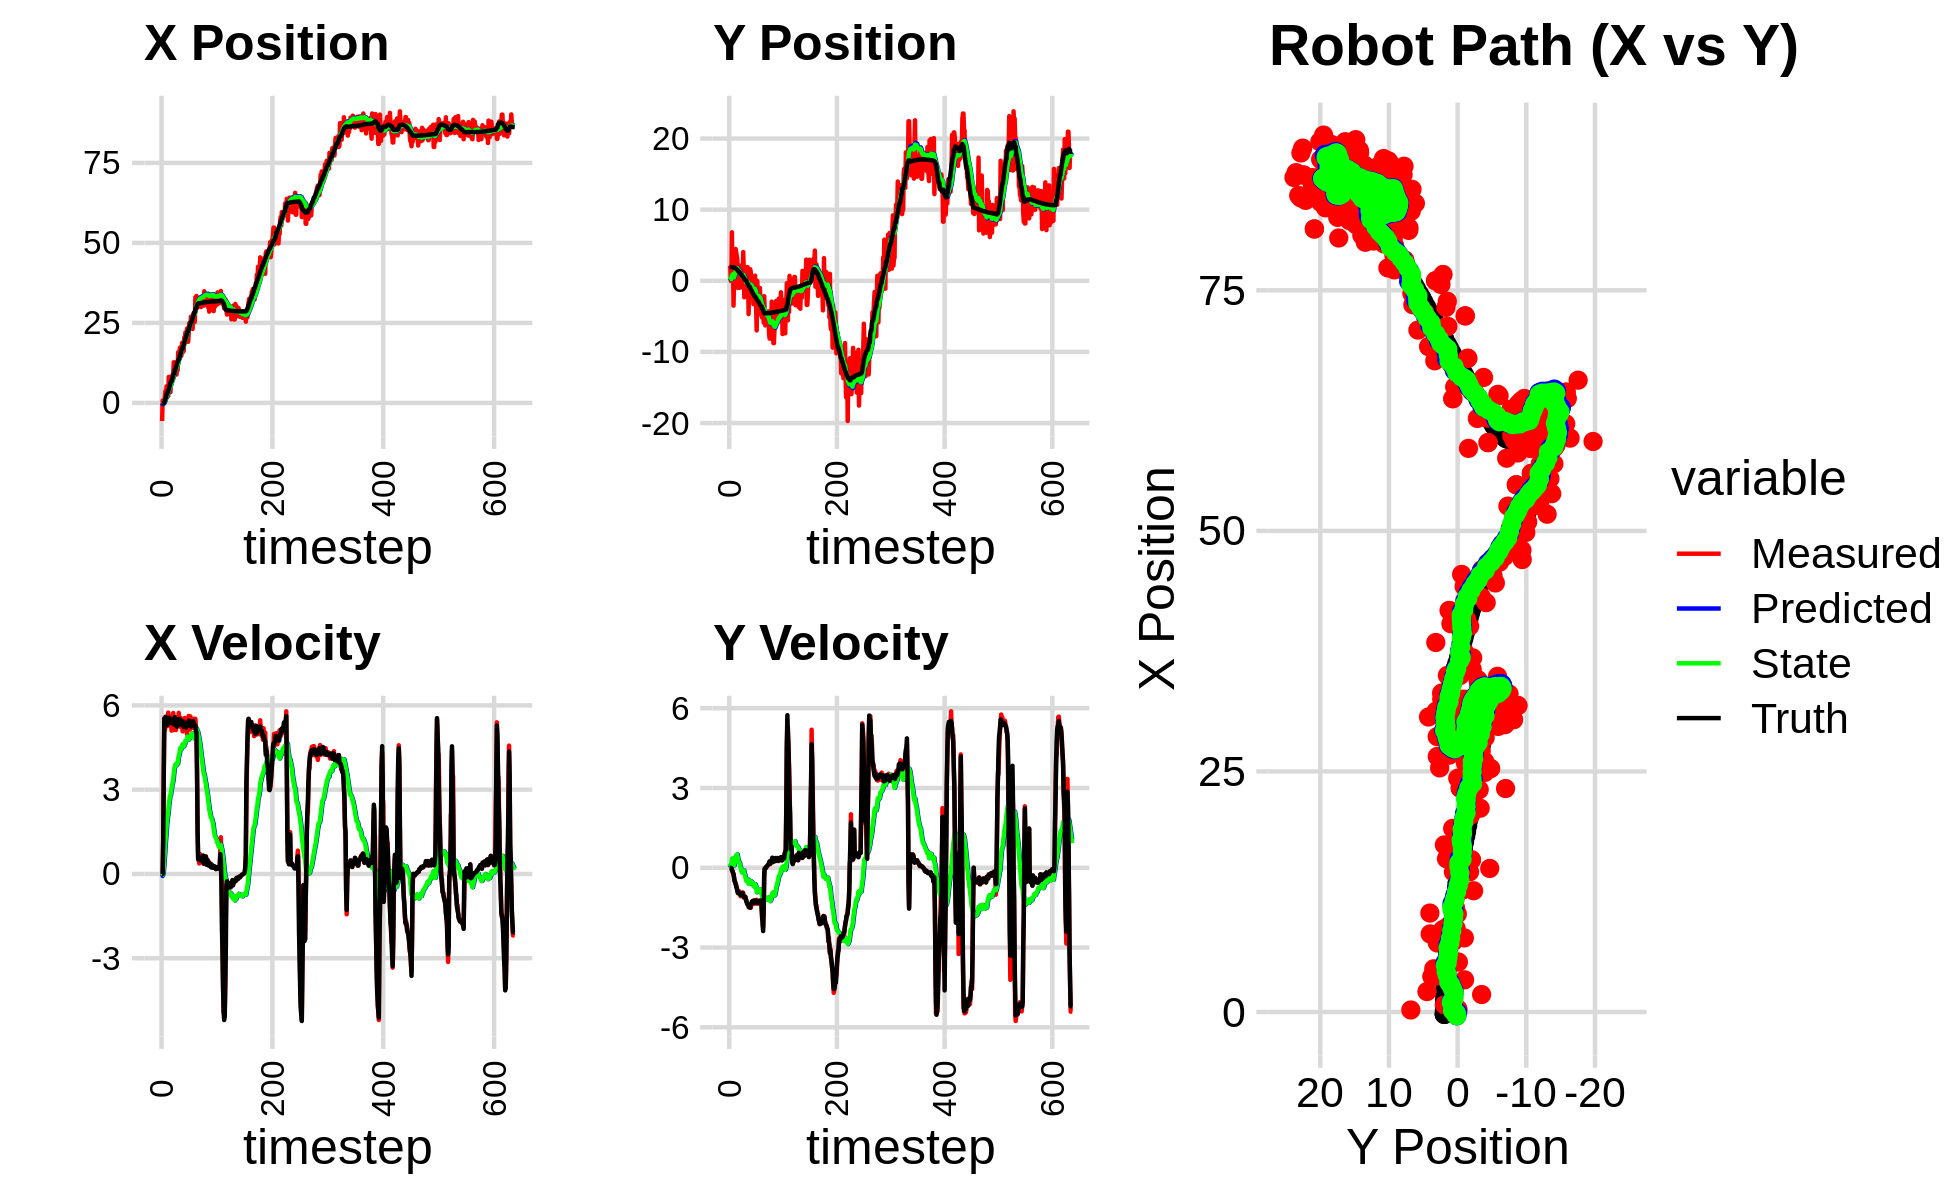 X Position
75
50
25
0
0
200
400
600
timestep
Y Position
20
10
0
-10
-20
0
200
400
600
timestep
X Velocity
6
3
0
-3
0
200
400
600
timestep
Y Velocity
6
3
0
-3
-6
0
200
400
600
timestep
Robot Path (X vs Y)
X Position
75
50
25
0
20 10 0 -10 -20
Y Position
variable
Measured
Predicted
State
Truth